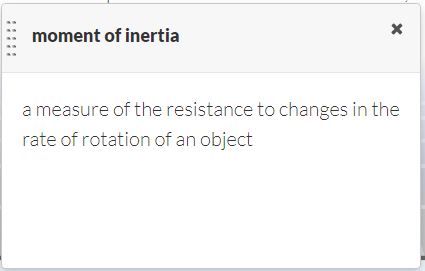 moment of inertia
a measure of the resistance to changes in the
rate of rotation of an object